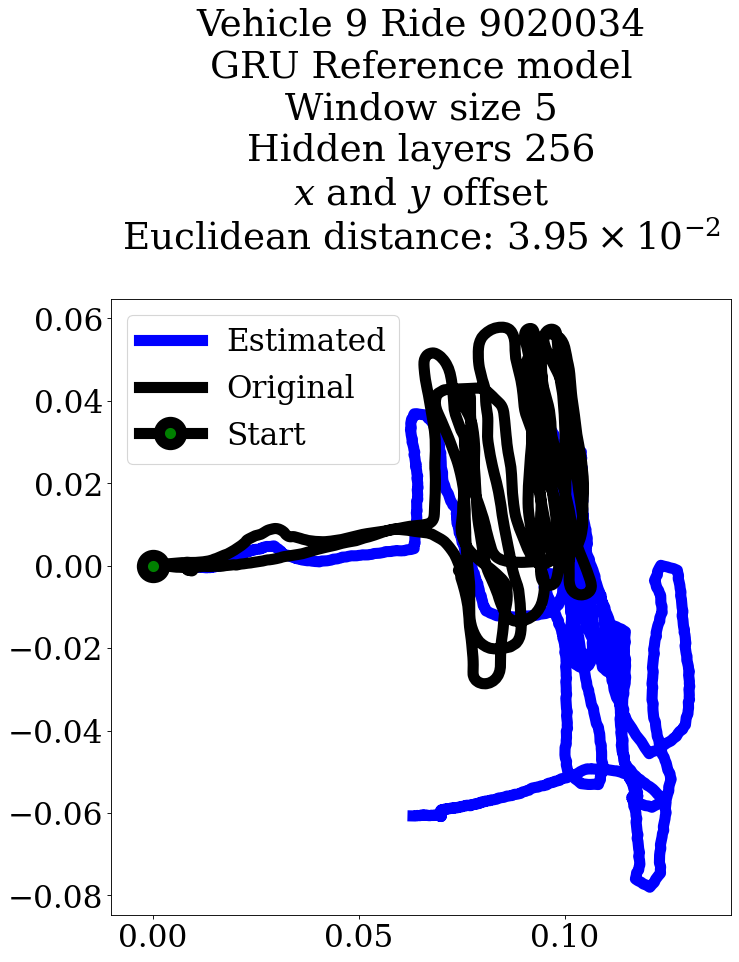 Vehicle 9 Ride 9020034
GRU Reference model
Window size 5
Hidden layers 256
x and y offset
Euclidean distance: 3.95 × 10⁻²
Estimated
Original
Start
0.06
0.04
0.02
0.00
−0.02
−0.04
−0.06
−0.08
0.00 0.05 0.10